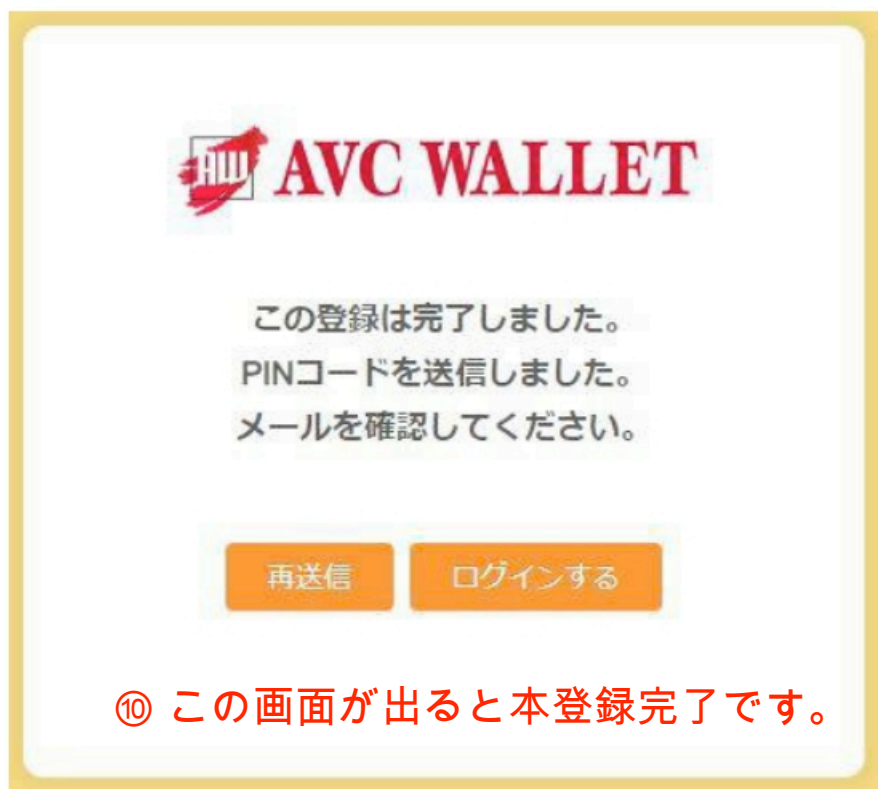 AW AVC WALLET
この登録は完了しました。
PINコードを送信しました。
メールを確認してください。
再送信 ログインする
⑩ この画面が出ると本登録完了です。